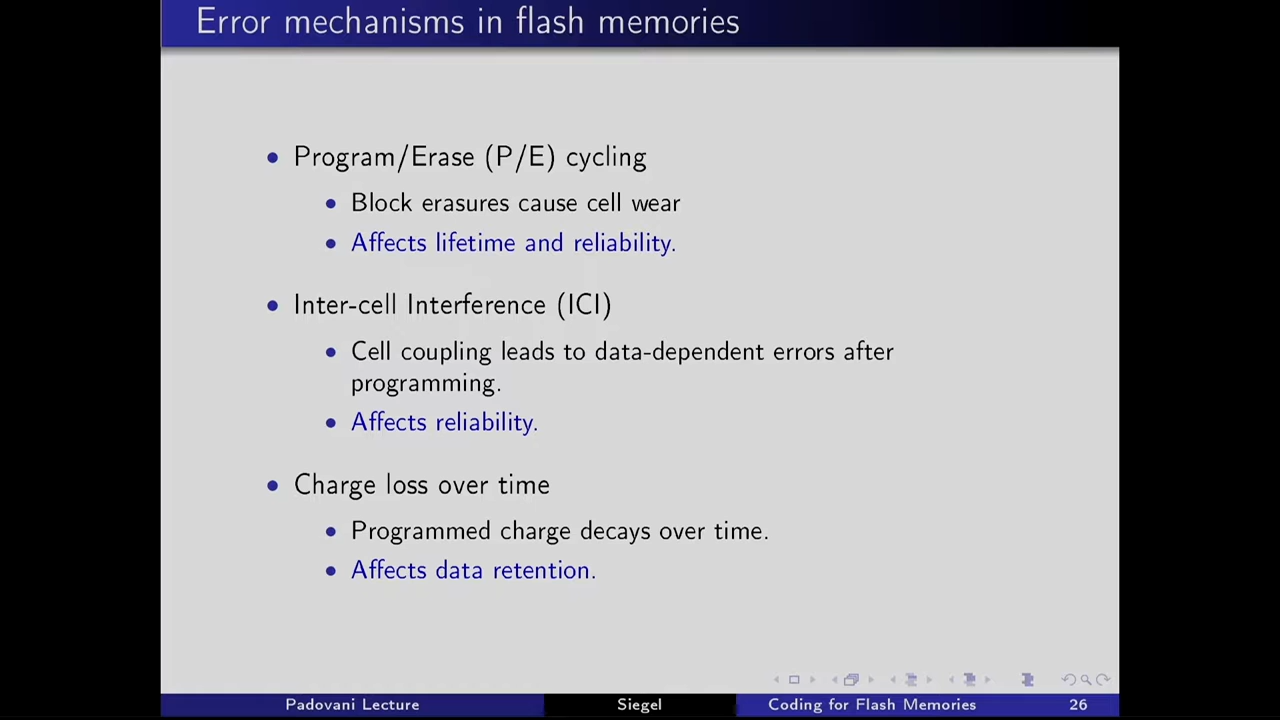 Error mechanisms in flash memories
Program/Erase (P/E) cycling
Block erasures cause cell wear
Affects lifetime and reliability.
Inter-cell Interference (ICI)
Cell coupling leads to data-dependent errors after
programming.
Affects reliability.
Charge loss over time
Programmed charge decays over time.
Affects data retention.
Padovani Lecture Siegel Coding for Flash Memories 26